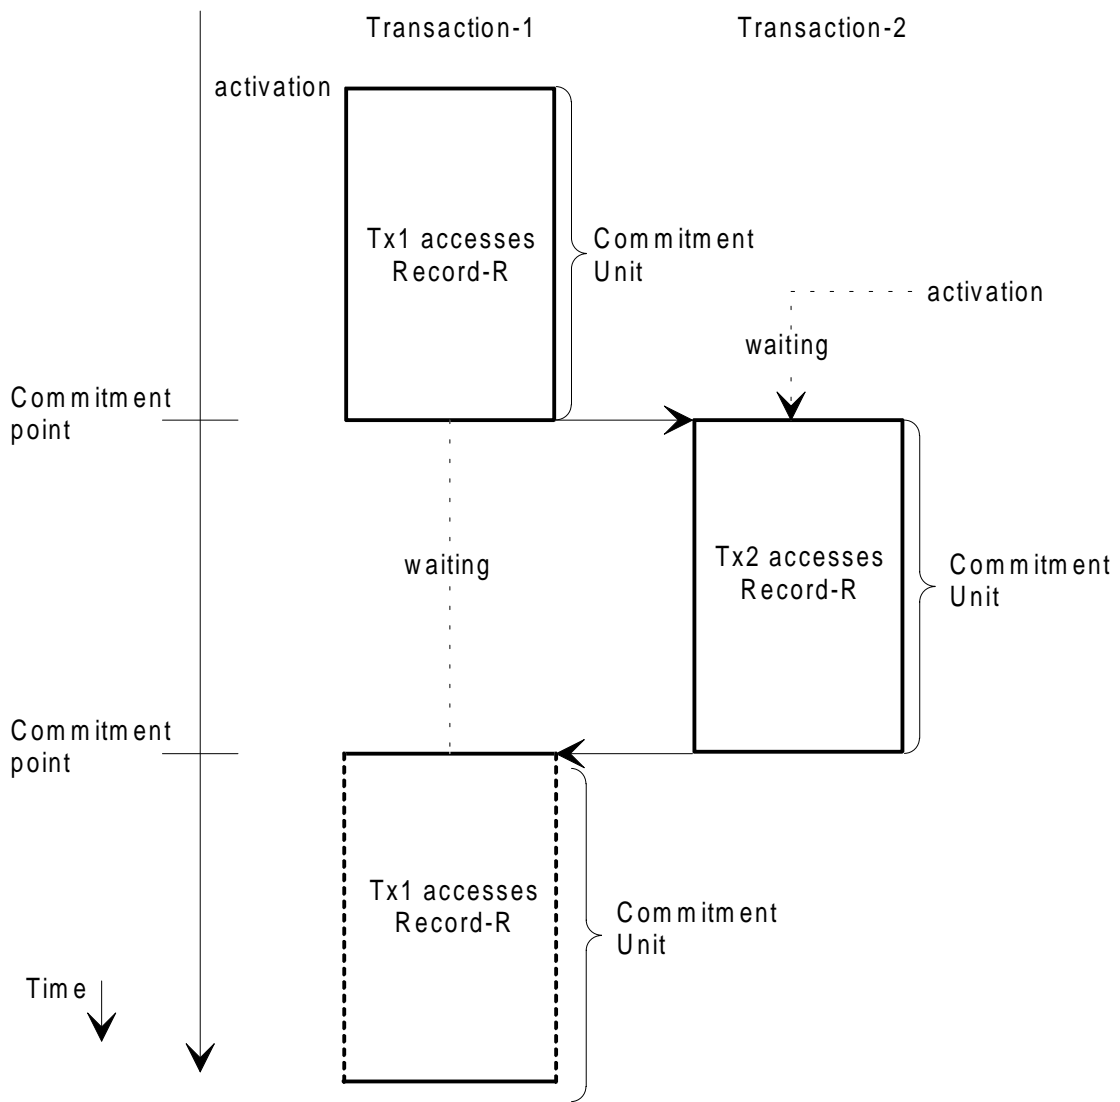 Transaction-1
Transaction-2
activation
Tx1 accesses
Record-R
Commitment
Unit
activation
waiting
Commitment
point
waiting
Tx2 accesses
Record-R
Commitment
Unit
Commitment
point
Tx1 accesses
Record-R
Commitment
Unit
Time